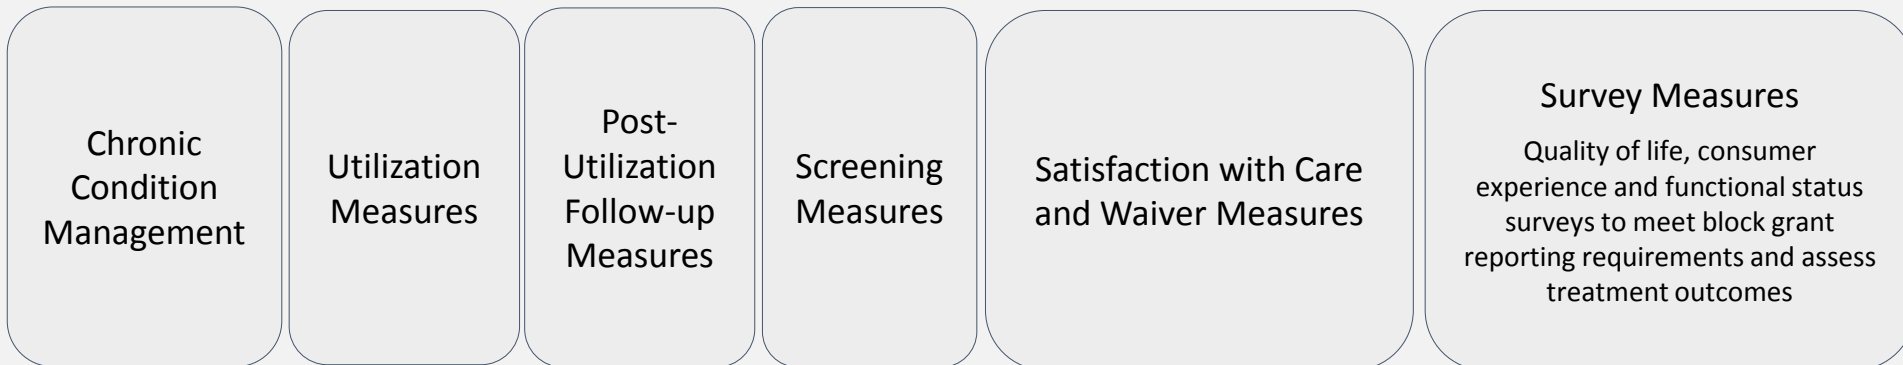 Chronic
Condition
Management
Utilization
Measures
Post-
Utilization
Follow-up
Measures
Screening
Measures
Satisfaction with Care
and Waiver Measures
Survey Measures
Quality of life, consumer
experience and functional status
surveys to meet block grant
reporting requirements and assess
treatment outcomes